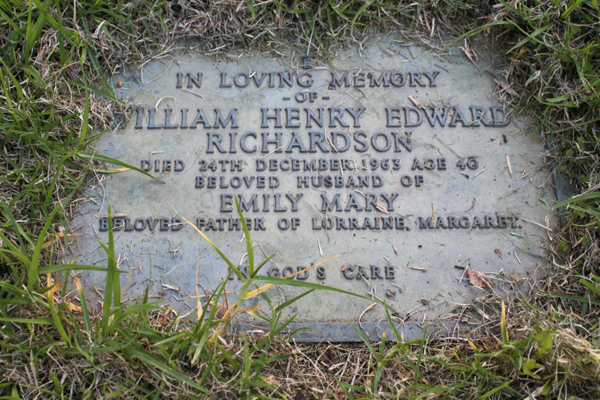 IN LOVING MEMORY
- OF -
WILLIAM HENRY EDWARD
RICHARDSON
DIED 24TH DECEMBER 1963 AGE 40
BELOVED HUSBAND OF
EMILY MARY
BELOVED FATHER OF LORRAINE, MARGARET.
IN GOD'S CARE